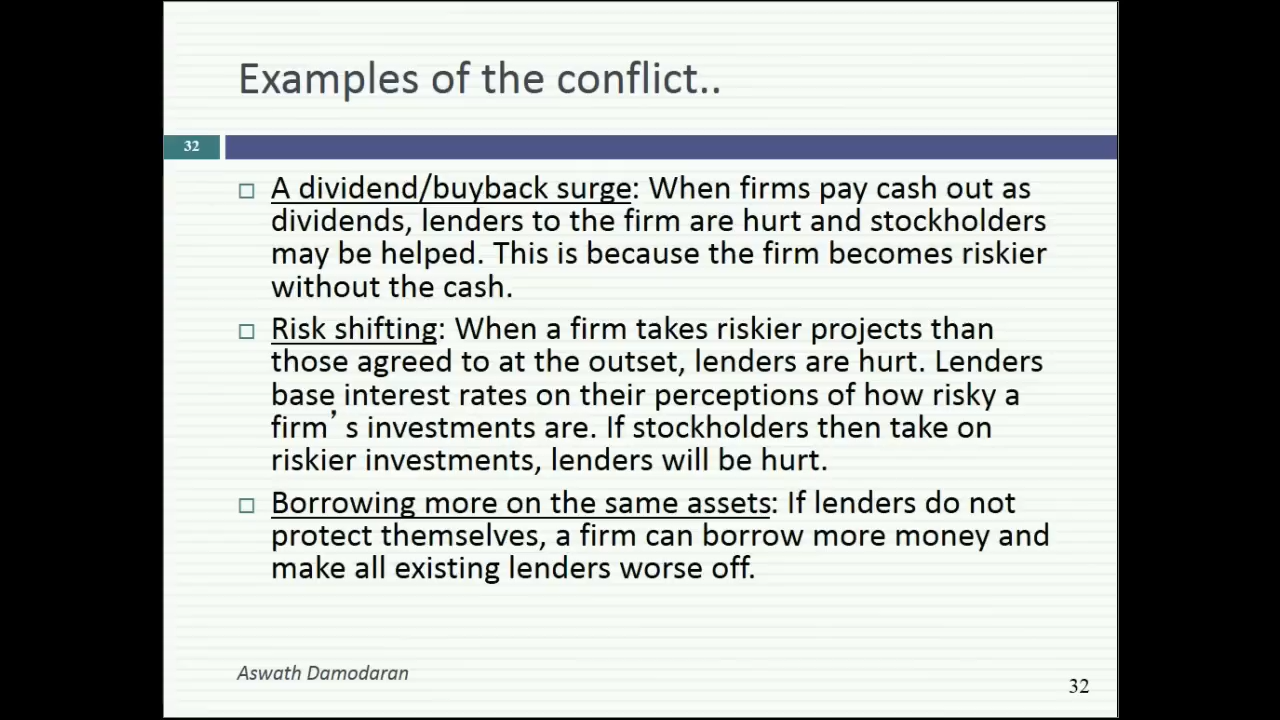 Examples of the conflict..
32
A dividend/buyback surge: When firms pay cash out as
dividends, lenders to the firm are hurt and stockholders
may be helped. This is because the firm becomes riskier
without the cash.
Risk shifting: When a firm takes riskier projects than
those agreed to at the outset, lenders are hurt. Lenders
base interest rates on their perceptions of how risky a
firm’s investments are. If stockholders then take on
riskier investments, lenders will be hurt.
Borrowing more on the same assets: If lenders do not
protect themselves, a firm can borrow more money and
make all existing lenders worse off.
Aswath Damodaran
32